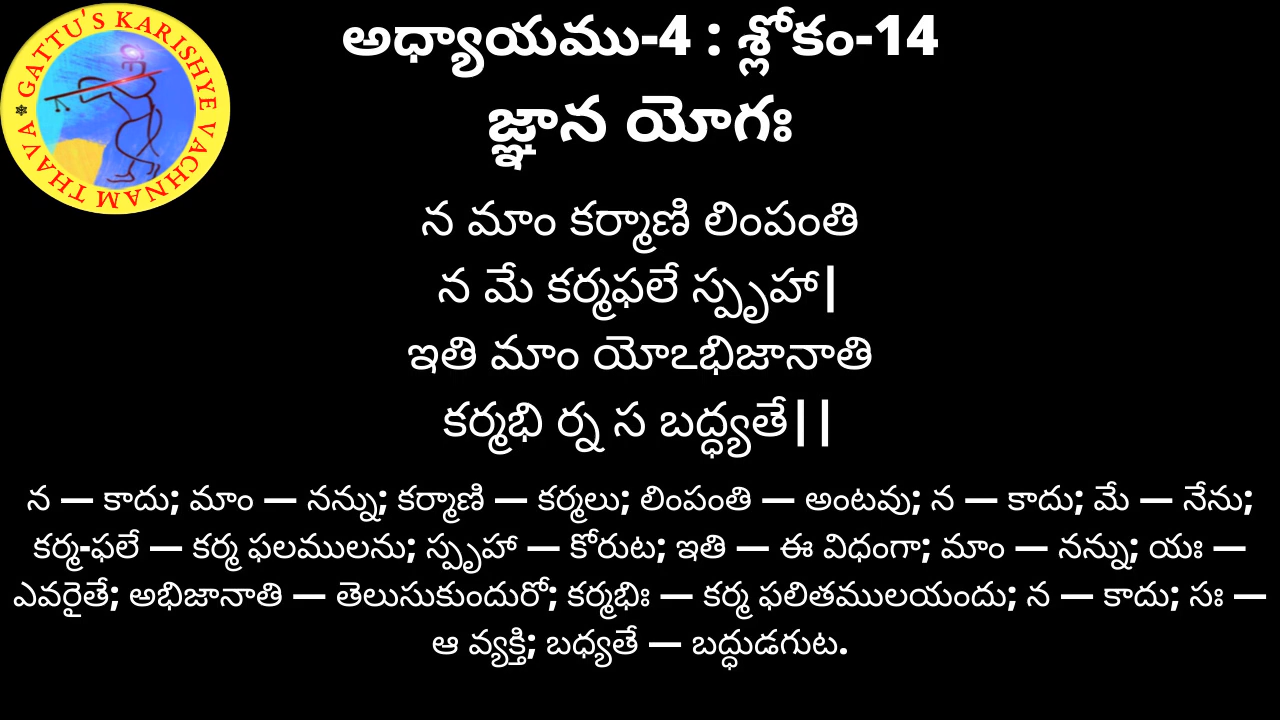 GATTU'S KARISHYE VACHNAM THAVA
అధ్యాయము-4 : శ్లోకం-14
జ్ఞాన యోగః
న మాం కర్మాణి లింపంతి
న మే కర్మఫలే స్పృహా|
ఇతి మాం యోఽభిజానాతి
కర్మభి ర్న స బద్ధ్యతే||
న — కాదు; మాం — నన్ను; కర్మాణి — కర్మలు; లింపంతి — అంటవు; న — కాదు; మే — నేను;
కర్మ-ఫలే — కర్మ ఫలములను; స్పృహా — కోరుట; ఇతి — ఈ విధంగా; మాం — నన్ను; యః —
ఎవరైతే; అభిజానాతి — తెలుసుకుందురో; కర్మభిః — కర్మ ఫలితములయందు; న — కాదు; సః —
ఆ వ్యక్తి; బధ్యతే — బద్ధుడగుట.